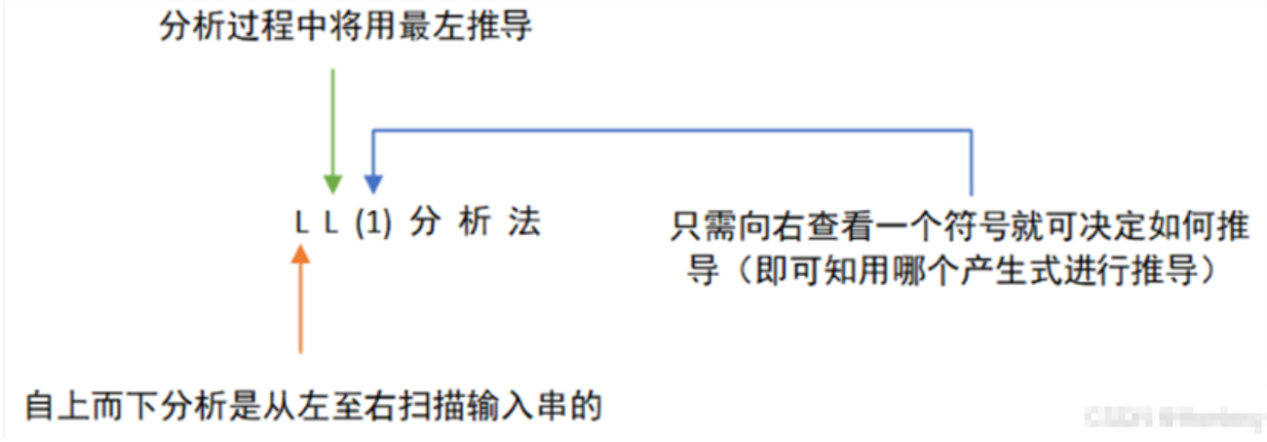 分析过程中将用最左推导
L L (1) 分 析 法
只需向右查看一个符号就可决定如何推
导（即可知用哪个产生式进行推导）
自上而下分析是从左至右扫描输入串的